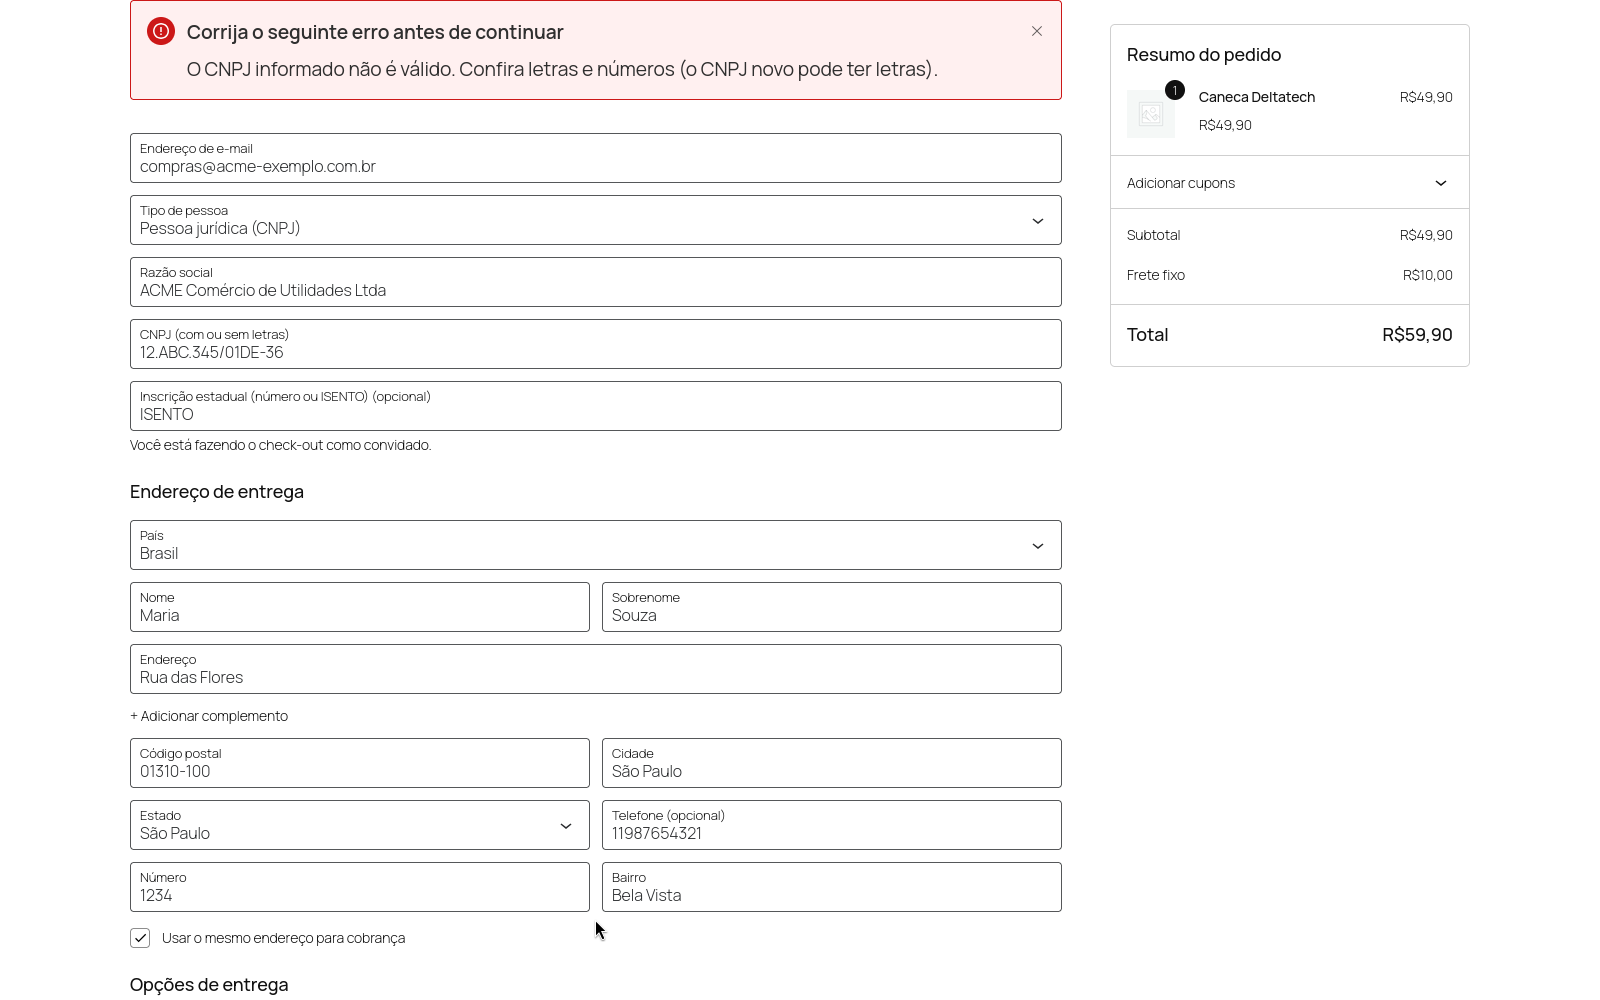 Corrija o seguinte erro antes de continuar
O CNPJ informado não é válido. Confira letras e números (o CNPJ novo pode ter letras).
Endereço de e-mail
compras@acme-exemplo.com.br
Tipo de pessoa
Pessoa jurídica (CNPJ)
Razão social
ACME Comércio de Utilidades Ltda
CNPJ (com ou sem letras)
12.ABC.345/01DE-36
Inscrição estadual (número ou ISENTO) (opcional)
ISENTO
Você está fazendo o check-out como convidado.
Endereço de entrega
País
Brasil
Nome
Maria
Sobrenome
Souza
Endereço
Rua das Flores
+ Adicionar complemento
Código postal
01310-100
Cidade
São Paulo
Estado
São Paulo
Telefone (opcional)
11987654321
Número
1234
Bairro
Bela Vista
Usar o mesmo endereço para cobrança
Opções de entrega
Resumo do pedido
1
Caneca Deltatech R$49,90
R$49,90
Adicionar cupons
Subtotal R$49,90
Frete fixo R$10,00
Total R$59,90